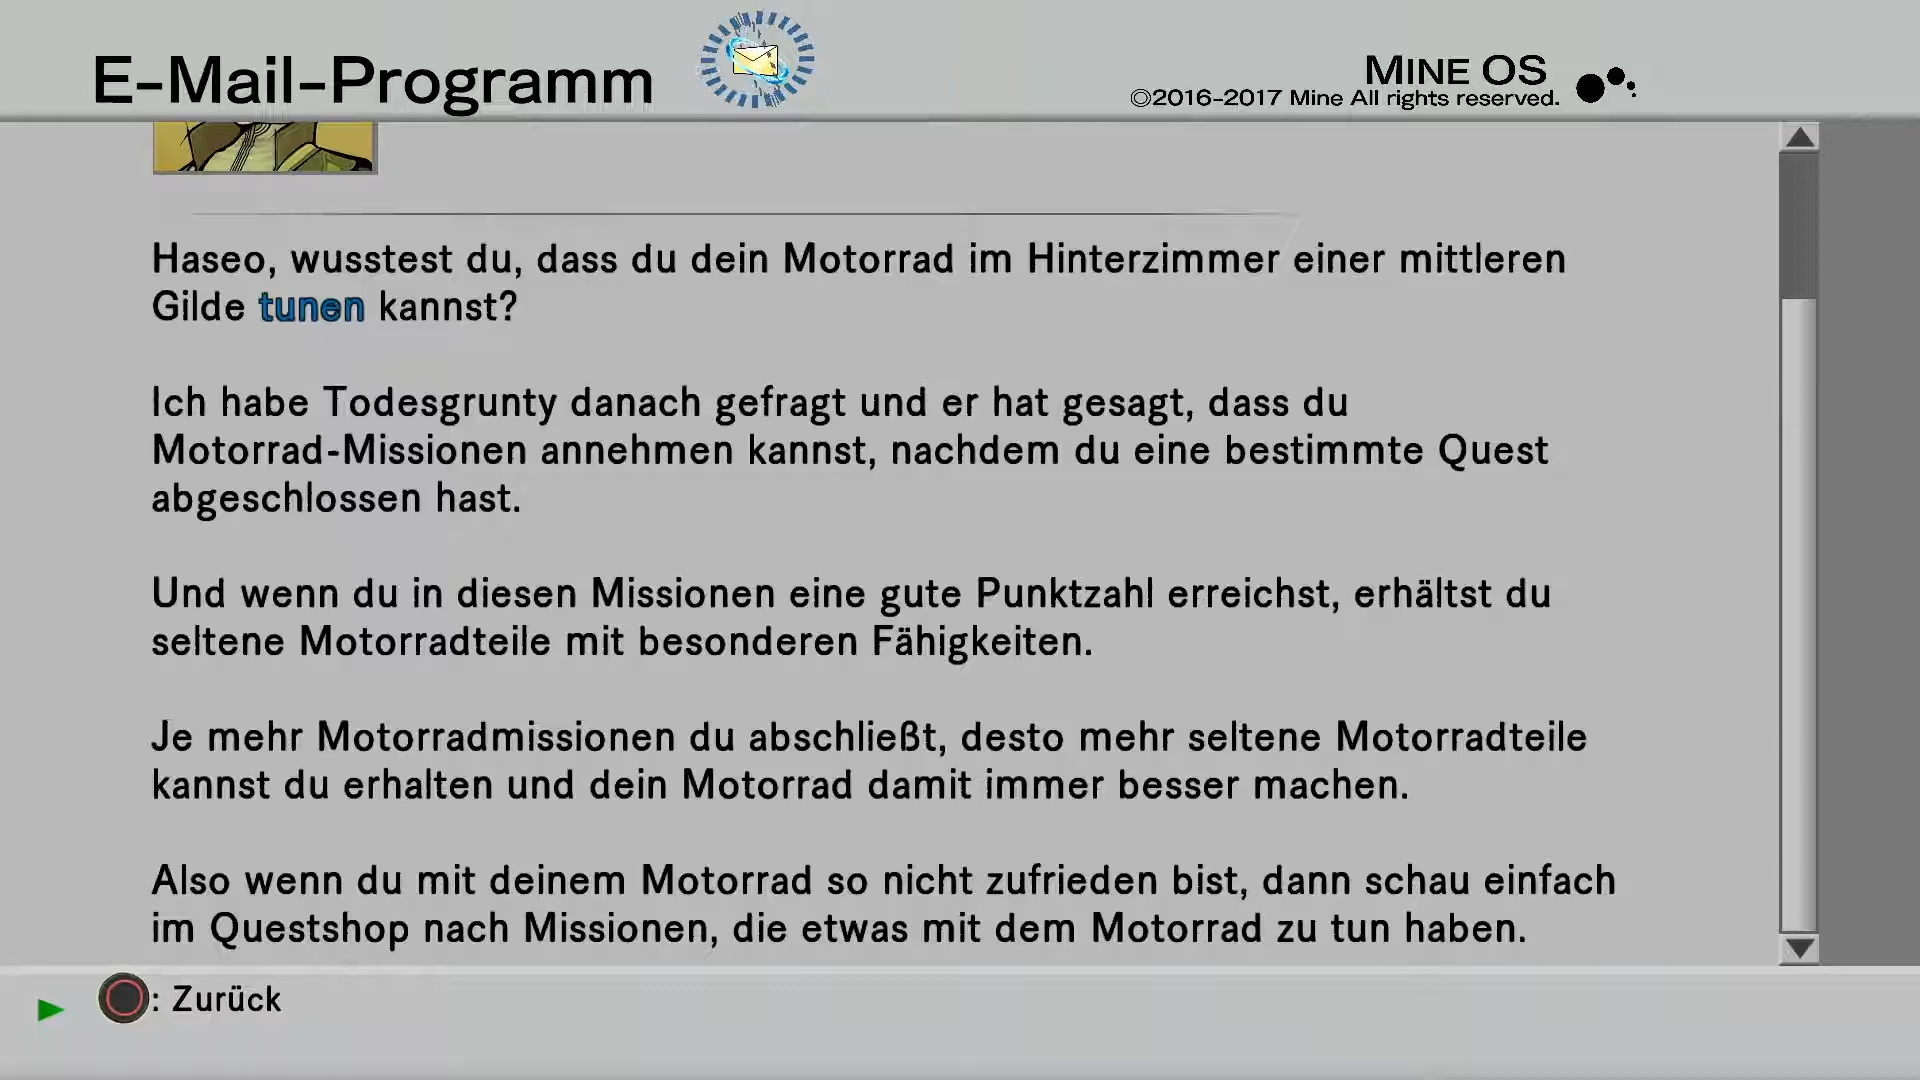 E-Mail-Programm
MINE OS
©2016-2017 Mine All rights reserved.
Haseo, wusstest du, dass du dein Motorrad im Hinterzimmer einer mittleren
Gilde tunen kannst?
Ich habe Todesgrunty danach gefragt und er hat gesagt, dass du
Motorrad-Missionen annehmen kannst, nachdem du eine bestimmte Quest
abgeschlossen hast.
Und wenn du in diesen Missionen eine gute Punktzahl erreichst, erhältst du
seltene Motorradteile mit besonderen Fähigkeiten.
Je mehr Motorradmissionen du abschließt, desto mehr seltene Motorradteile
kannst du erhalten und dein Motorrad damit immer besser machen.
Also wenn du mit deinem Motorrad so nicht zufrieden bist, dann schau einfach
im Questshop nach Missionen, die etwas mit dem Motorrad zu tun haben.
: Zurück